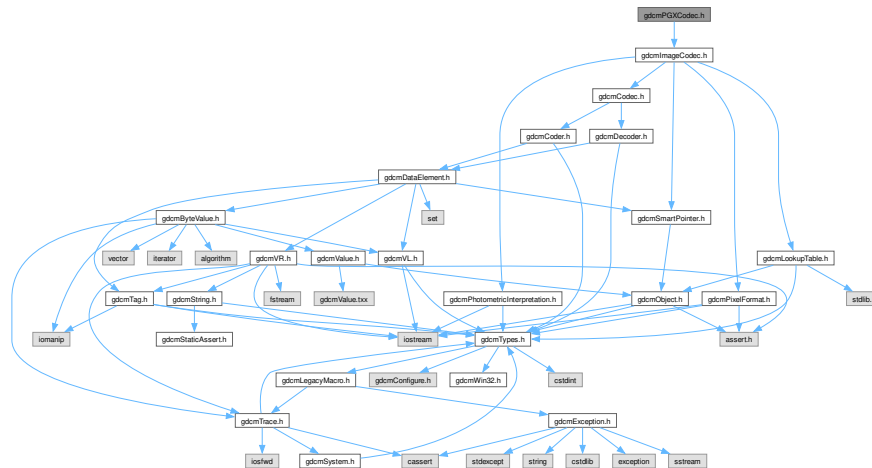 gdcmPGXCodec.h
gdcmImageCodec.h
gdcmCodec.h
gdcmCoder.h
gdcmDecoder.h
gdcmDataElement.h
gdcmByteValue.h
set
gdcmSmartPointer.h
vector
iterator
algorithm
gdcmVR.h
gdcmValue.h
gdcmVL.h
gdcmLookupTable.h
gdcmTag.h
gdcmString.h
fstream
gdcmValue.txx
gdcmPhotometricInterpretation.h
gdcmObject.h
gdcmPixelFormat.h
stdlib.
iomanip
gdcmStaticAssert.h
iostream
gdcmTypes.h
assert.h
gdcmLegacyMacro.h
gdcmConfigure.h
gdcmWin32.h
cstdint
gdcmTrace.h
gdcmException.h
iosfwd
gdcmSystem.h
cassert
stdexcept
string
cstdlib
exception
sstream